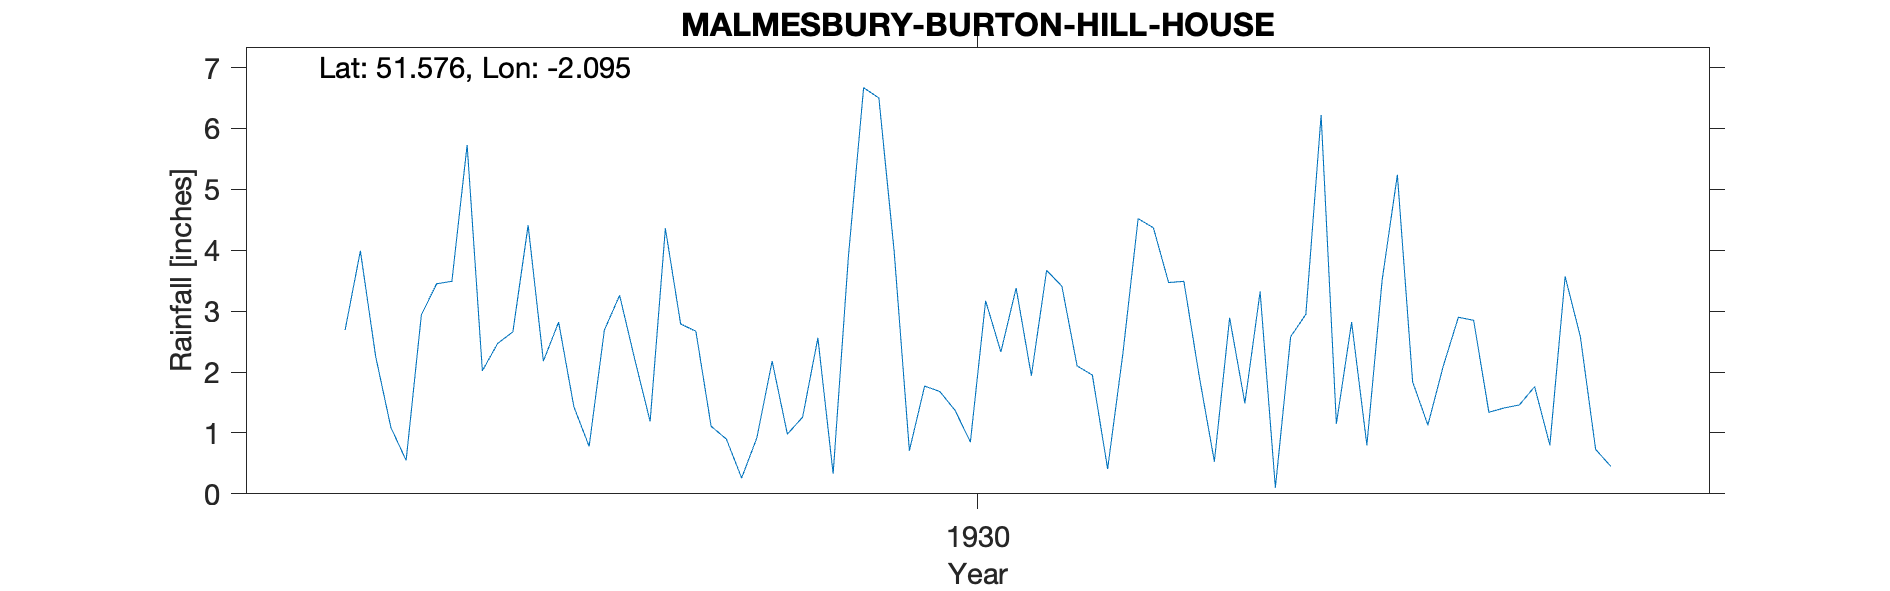 MALMESBURY-BURTON-HILL-HOUSE
Lat: 51.576, Lon: -2.095
7
6
5
4
3
2
1
0
Rainfall [inches]
1930
Year